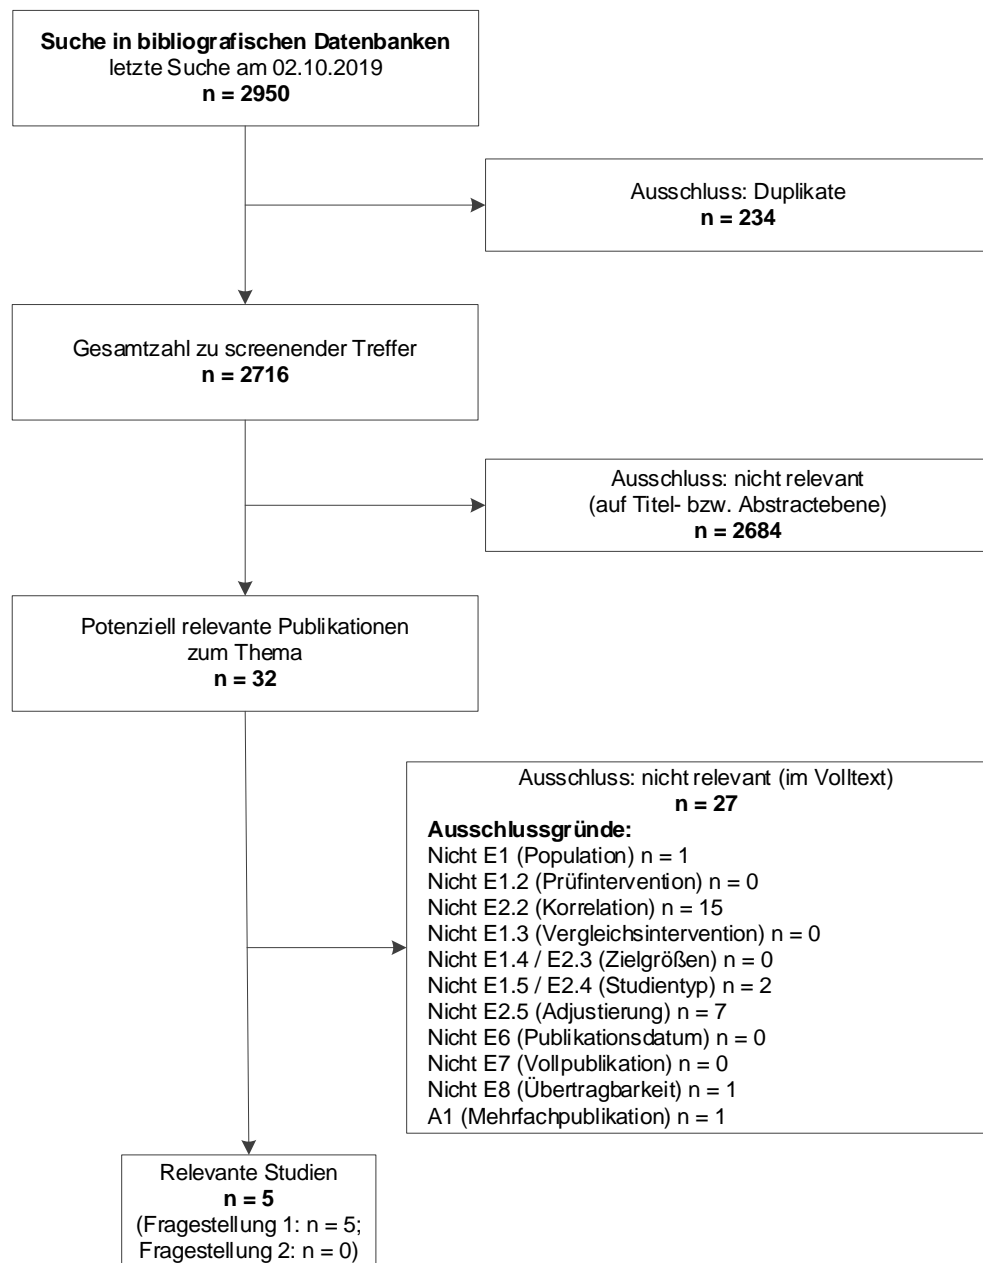 Suche in bibliografischen Datenbanken
letzte Suche am 02.10.2019
n = 2950
Ausschluss: Duplikate
n = 234
Gesamtzahl zu screenender Treffer
n = 2716
Ausschluss: nicht relevant
(auf Titel- bzw. Abstractebene)
n = 2684
Potenziell relevante Publikationen
zum Thema
n = 32
Ausschluss: nicht relevant (im Volltext)
n = 27
Ausschlussgründe:
Nicht E1 (Population) n = 1
Nicht E1.2 (Prüfintervention) n = 0
Nicht E2.2 (Korrelation) n = 15
Nicht E1.3 (Vergleichsintervention) n = 0
Nicht E1.4 / E2.3 (Zielgrößen) n = 0
Nicht E1.5 / E2.4 (Studientyp) n = 2
Nicht E2.5 (Adjustierung) n = 7
Nicht E6 (Publikationsdatum) n = 0
Nicht E7 (Vollpublikation) n = 0
Nicht E8 (Übertragbarkeit) n = 1
A1 (Mehrfachpublikation) n = 1
Relevante Studien
n = 5
(Fragestellung 1: n = 5;
Fragestellung 2: n = 0)